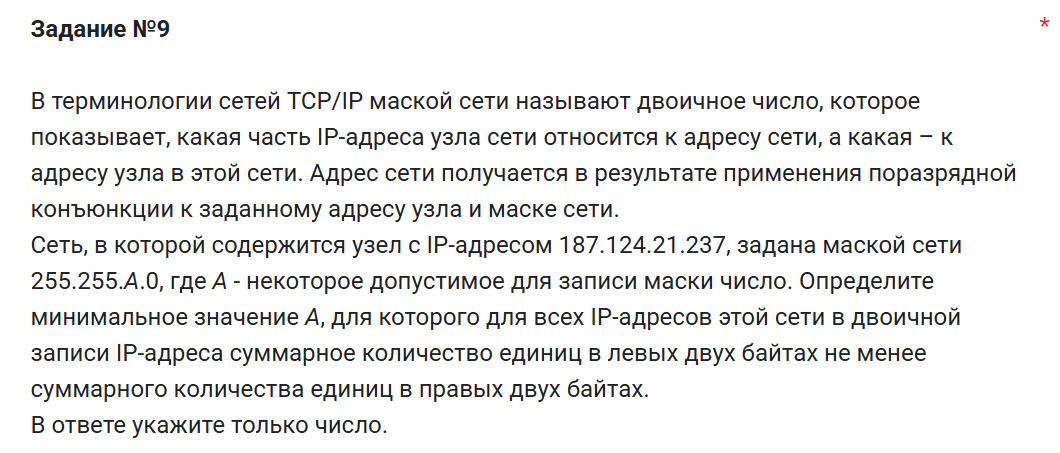 Задание №9
*
В терминологии сетей TCP/IP маской сети называют двоичное число, которое
показывает, какая часть IP-адреса узла сети относится к адресу сети, а какая – к
адресу узла в этой сети. Адрес сети получается в результате применения поразрядной
конъюнкции к заданному адресу узла и маске сети.
Сеть, в которой содержится узел с IP-адресом 187.124.21.237, задана маской сети
255.255.A.0, где A - некоторое допустимое для записи маски число. Определите
минимальное значение A, для которого для всех IP-адресов этой сети в двоичной
записи IP-адреса суммарное количество единиц в левых двух байтах не менее
суммарного количества единиц в правых двух байтах.
В ответе укажите только число.